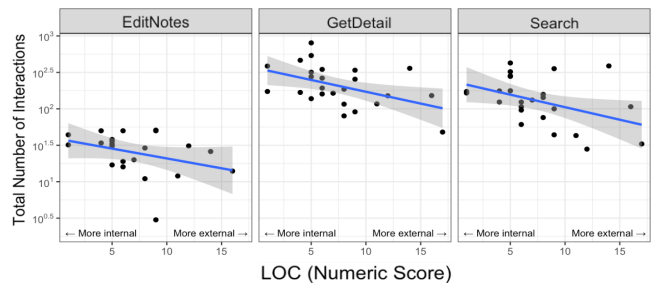 EditNotes GetDetail Search
Total Number of Interactions
10^3
10^2.5
10^2
10^1.5
10^1
10^0.5
← More internal More external → ← More internal More external → ← More internal More external →
5 10 15 5 10 15 5 10 15
LOC (Numeric Score)